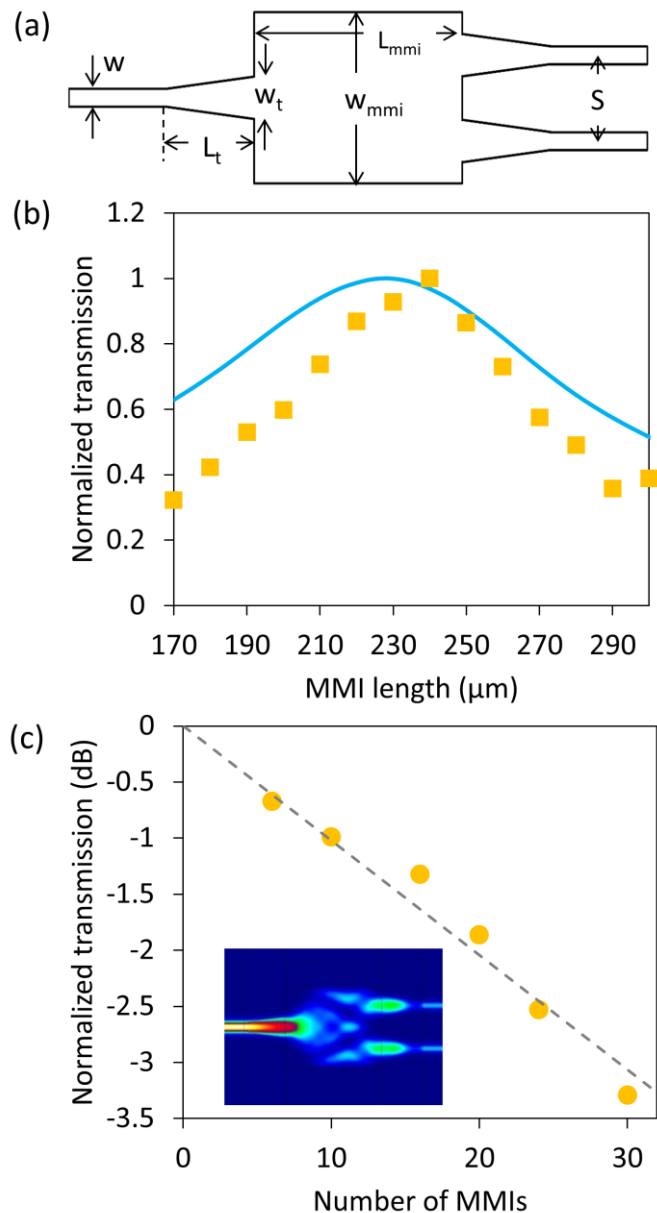 (a)
w
L_t
w_t
L_mmi
w_mmi
S
(b)
Normalized transmission
1.2
1
0.8
0.6
0.4
0.2
0
170 190 210 230 250 270 290
MMI length (µm)
(c)
Normalized transmission (dB)
0
-0.5
-1
-1.5
-2
-2.5
-3
-3.5
0 10 20 30
Number of MMIs